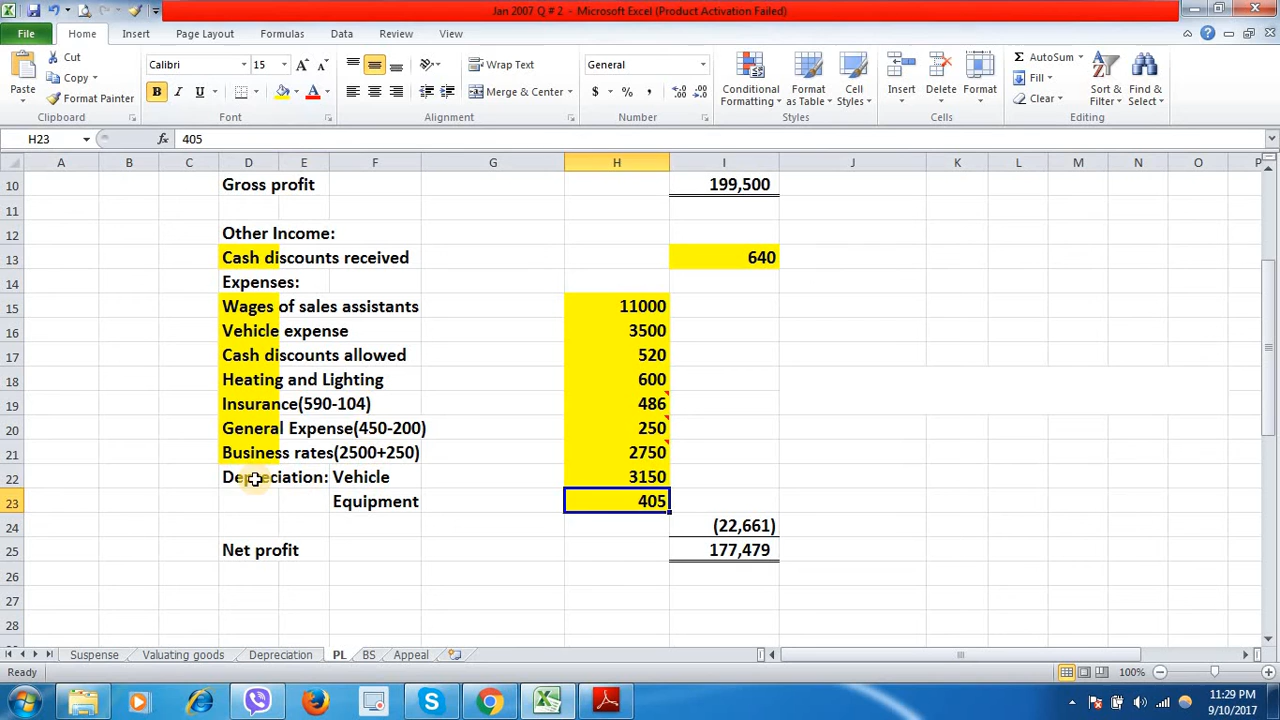 Jan 2007 Q # 2 - Microsoft Excel (Product Activation Failed)
File Home Insert Page Layout Formulas Data Review View
Cut
Copy
Format Painter
Paste
Clipboard
Calibri 15
B I U
Font
Wrap Text
Merge & Center
Alignment
General
$ % ,
Number
Conditional Formatting
Format as Table
Cell Styles
Styles
Insert
Delete
Format
Cells
AutoSum
Fill
Clear
Sort & Filter
Find & Select
Editing
H23 fx 405
A B C D E F G H I J K L M N O P
10 Gross profit 199,500
11
12 Other Income:
13 Cash discounts received 640
14 Expenses:
15 Wages of sales assistants 11000
16 Vehicle expense 3500
17 Cash discounts allowed 520
18 Heating and Lighting 600
19 Insurance(590-104) 486
20 General Expense(450-200) 250
21 Business rates(2500+250) 2750
22 Depreciation: Vehicle 3150
23 Equipment 405
24 (22,661)
25 Net profit 177,479
26
27
28
Suspense Valuating goods Depreciation PL BS Appeal
Ready 100%
11:29 PM
9/10/2017